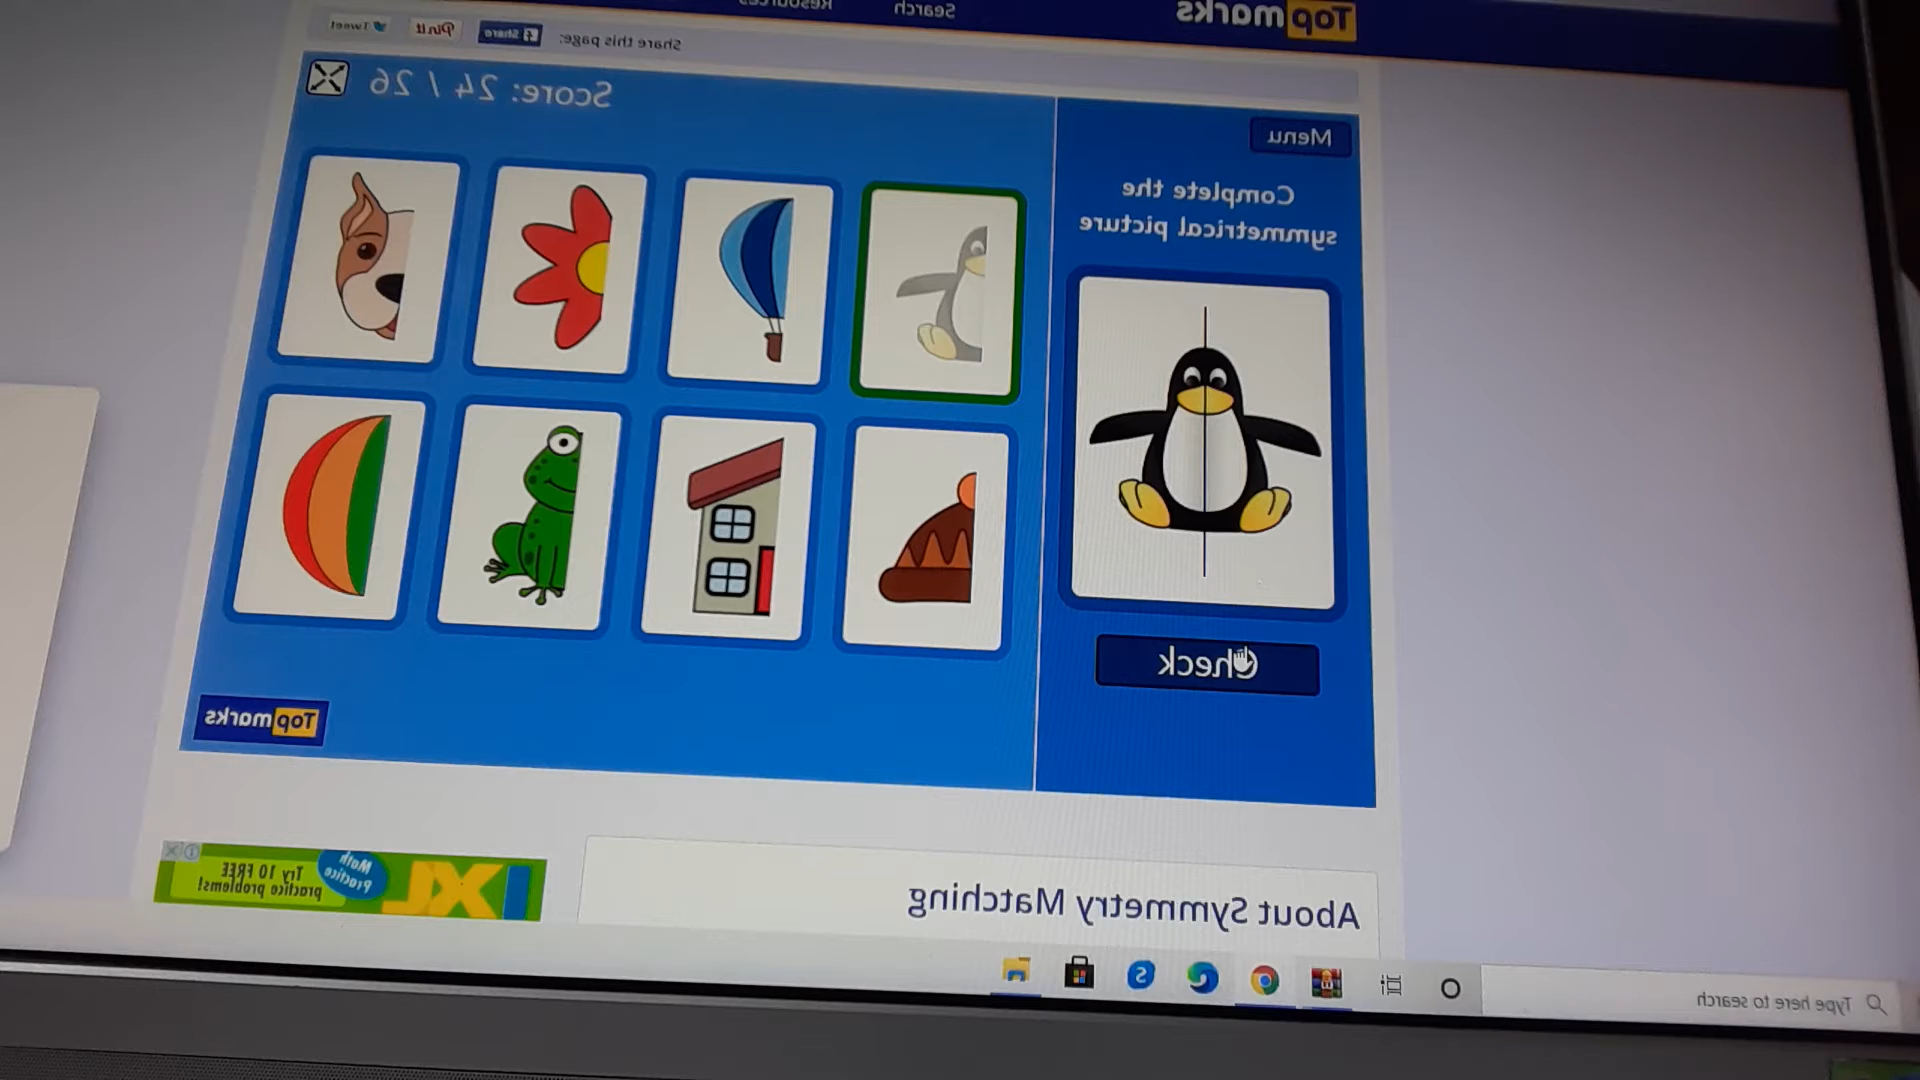 Top marks
Search
Resources
Share this page:
Share
Pin it
Tweet
Menu
Complete the
symmetrical picture
Check
Score: 24 / 26
Top marks
IXL
Math
Practice
Try 10 FREE
practice problems!
About Symmetry Matching
Type here to search